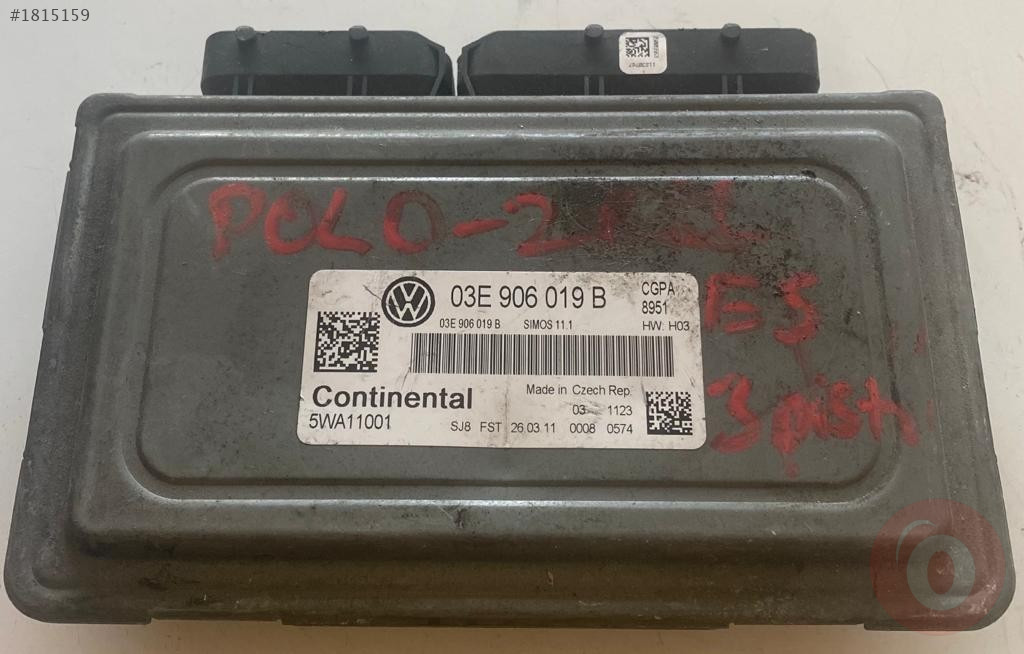 #1815159
POLO-2
03E 906 019 B
CGPA
8951
03E 906 019 B SIMOS 11.1
HW: H03
E5
Continental
5WA11001
Made in Czech Rep.
03 1123
SJ8 FST 26.03.11 0008 0574
3